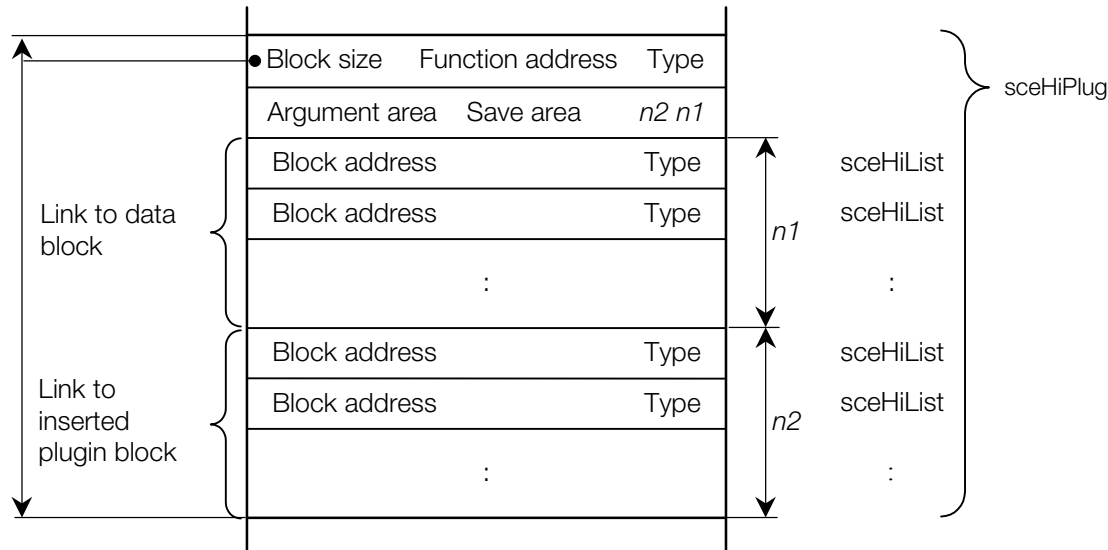 Block size Function address Type
sceHiPlug
Argument area Save area n2 n1
Block address Type
sceHiList
Link to data
block
Block address Type
sceHiList
n1
:
:
Block address Type
sceHiList
Link to
inserted
plugin block
Block address Type
sceHiList
n2
:
: